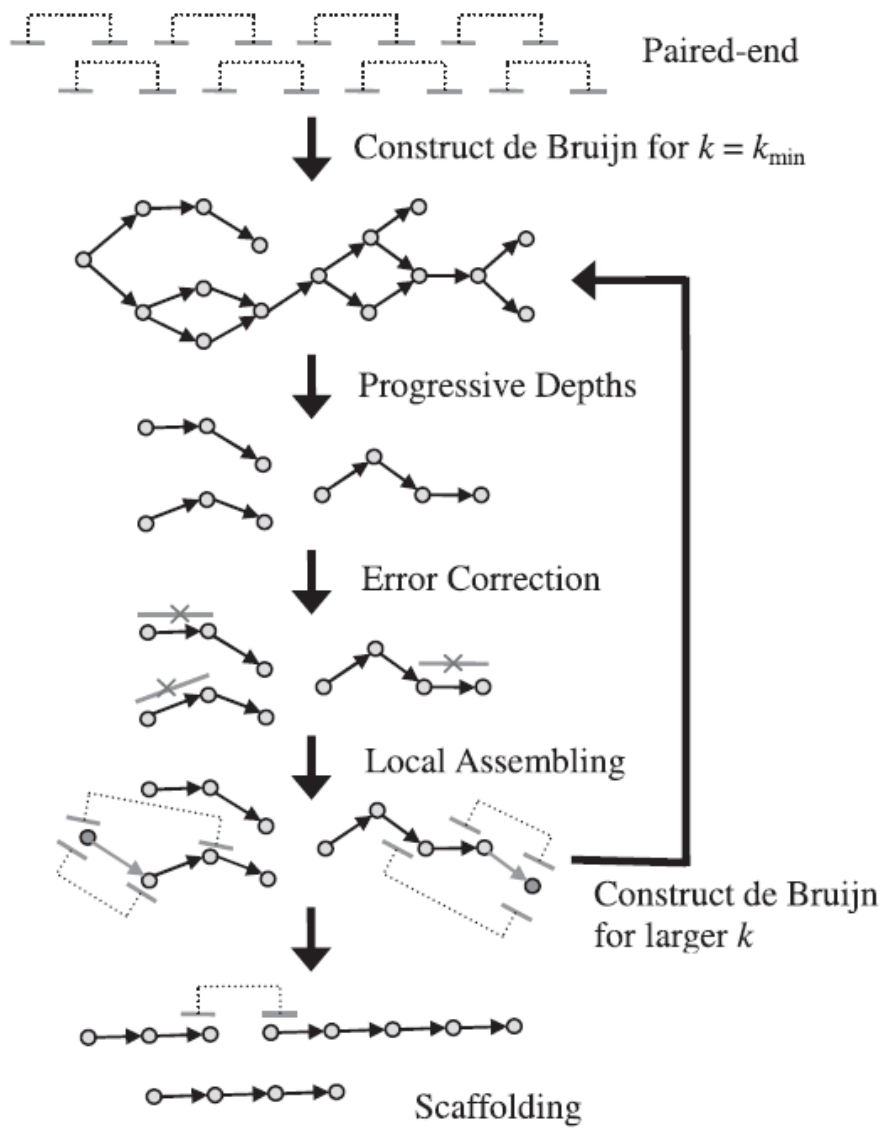 Paired-end
Construct de Bruijn for k = kmin
Progressive Depths
Error Correction
Local Assembling
Construct de Bruijn
for larger k
Scaffolding